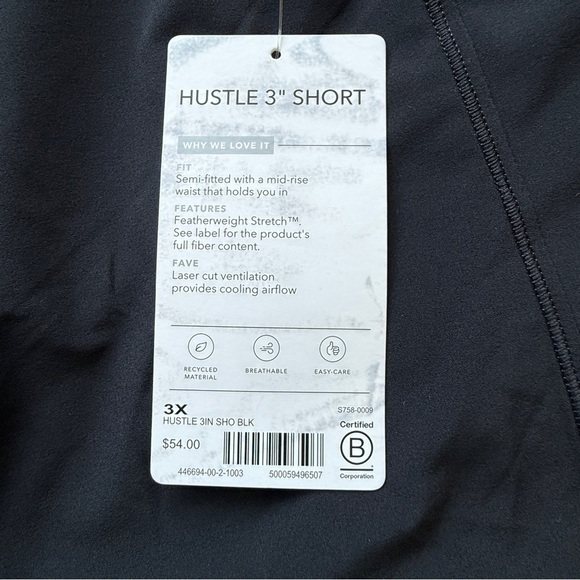 HUSTLE 3" SHORT
WHY WE LOVE IT
FIT
Semi-fitted with a mid-rise
waist that holds you in
FEATURES
Featherweight Stretch™.
See label for the product's
full fiber content.
FAVE
Laser cut ventilation
provides cooling airflow
RECYCLED
MATERIAL
BREATHABLE
EASY-CARE
3X
S758-0009
HUSTLE 3IN SHO BLK
$54.00
446694-00-2-1003
500059496507
Certified
B
Corporation